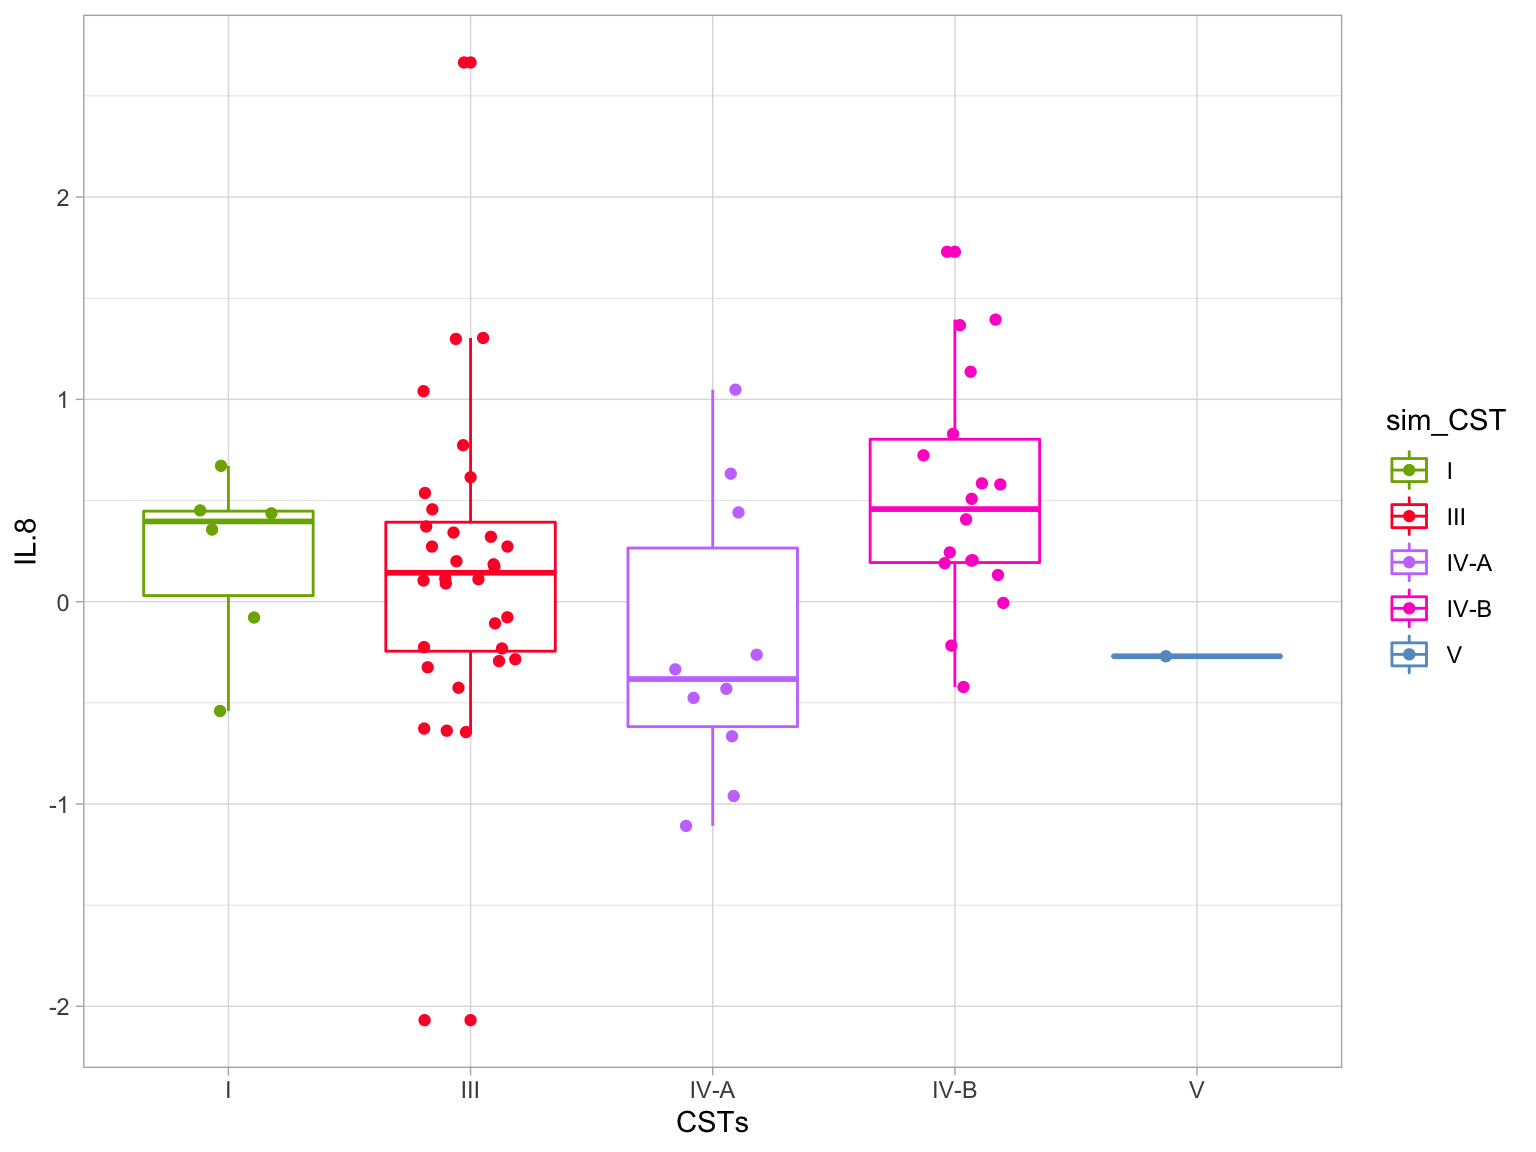 IL.8
2
1
0
-1
-2
I III IV-A IV-B V
CSTs
sim_CST
I
III
IV-A
IV-B
V